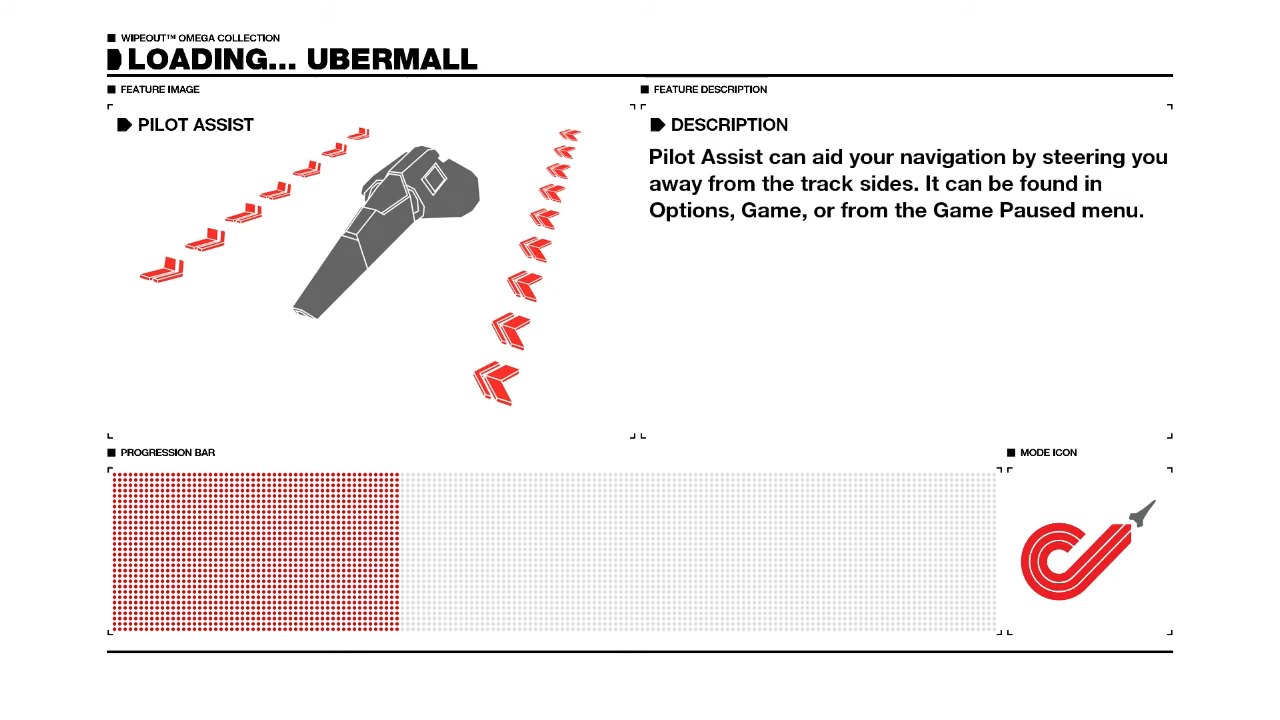 WIPEOUT™ OMEGA COLLECTION
LOADING... UBERMALL
FEATURE IMAGE
PILOT ASSIST
FEATURE DESCRIPTION
DESCRIPTION
Pilot Assist can aid your navigation by steering you
away from the track sides. It can be found in
Options, Game, or from the Game Paused menu.
PROGRESSION BAR
MODE ICON